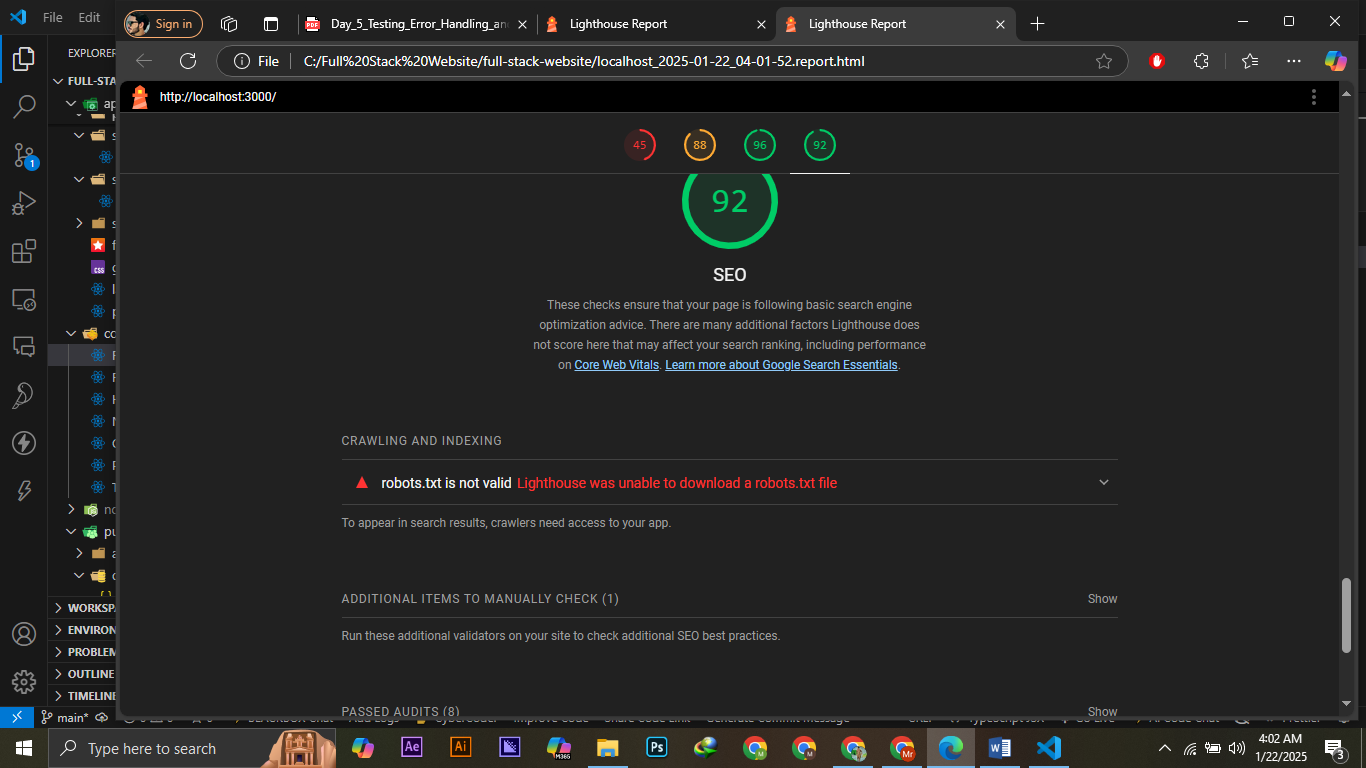 File Edit
Sign in
Day_5_Testing_Error_Handling_an
Lighthouse Report
Lighthouse Report
File
C:/Full%20Stack%20Website/full-stack-website/localhost_2025-01-22_04-01-52.report.html
http://localhost:3000/
EXPLORER
FULL-STA
45
88
96
92
92
SEO
These checks ensure that your page is following basic search engine
optimization advice. There are many additional factors Lighthouse does
not score here that may affect your search ranking, including performance
on Core Web Vitals. Learn more about Google Search Essentials.
CRAWLING AND INDEXING
robots.txt is not valid Lighthouse was unable to download a robots.txt file
To appear in search results, crawlers need access to your app.
ADDITIONAL ITEMS TO MANUALLY CHECK (1)
Show
Run these additional validators on your site to check additional SEO best practices.
PASSED AUDITS (8)
Show
WORKSPA
ENVIRON
PROBLEM
OUTLINE
TIMELINE
main*
Type here to search
4:02 AM
1/22/2025
3